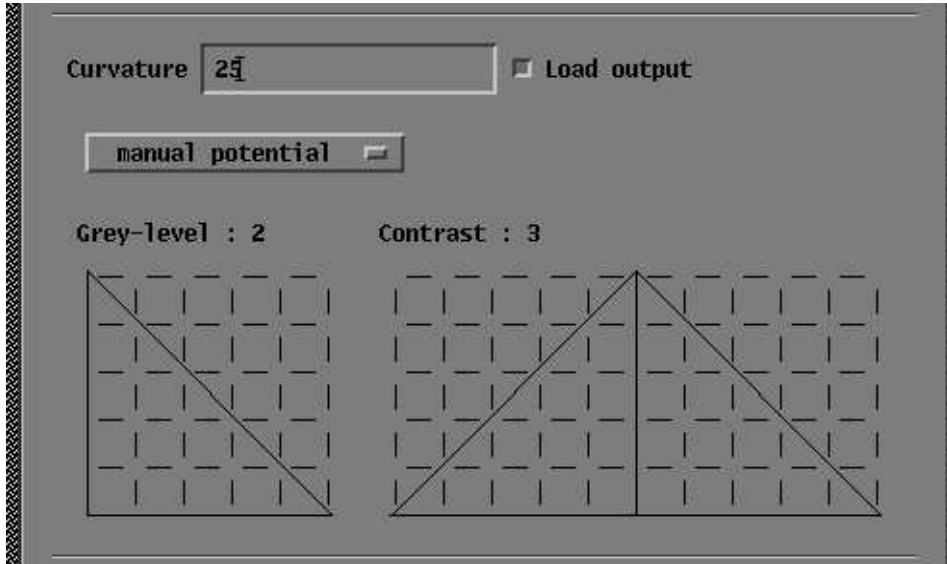 Curvature 25 Load output
manual potential
Grey-level : 2 Contrast : 3